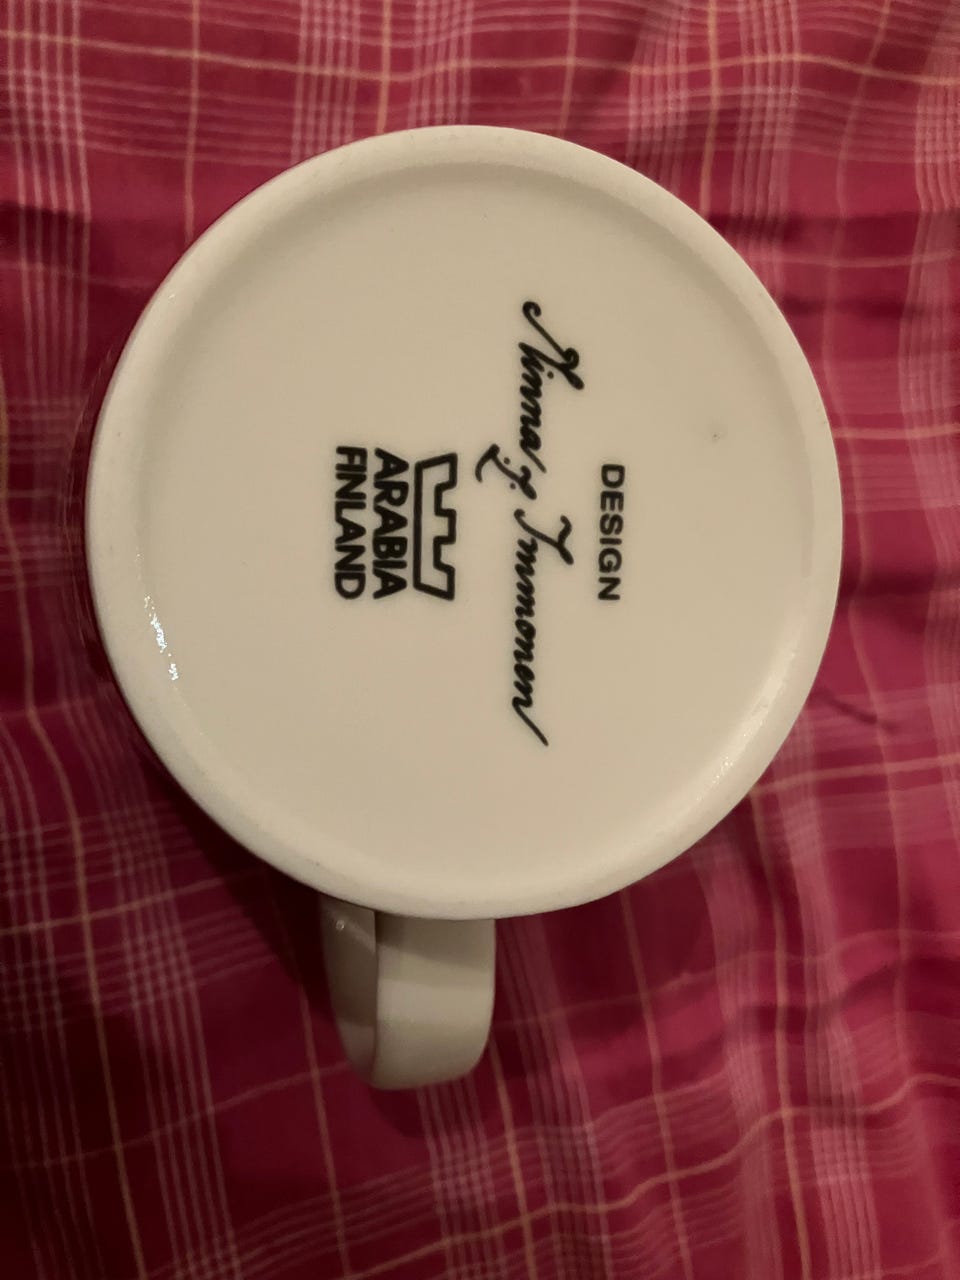 DESIGN
Minna L. Immonen
ARABIA
FINLAND